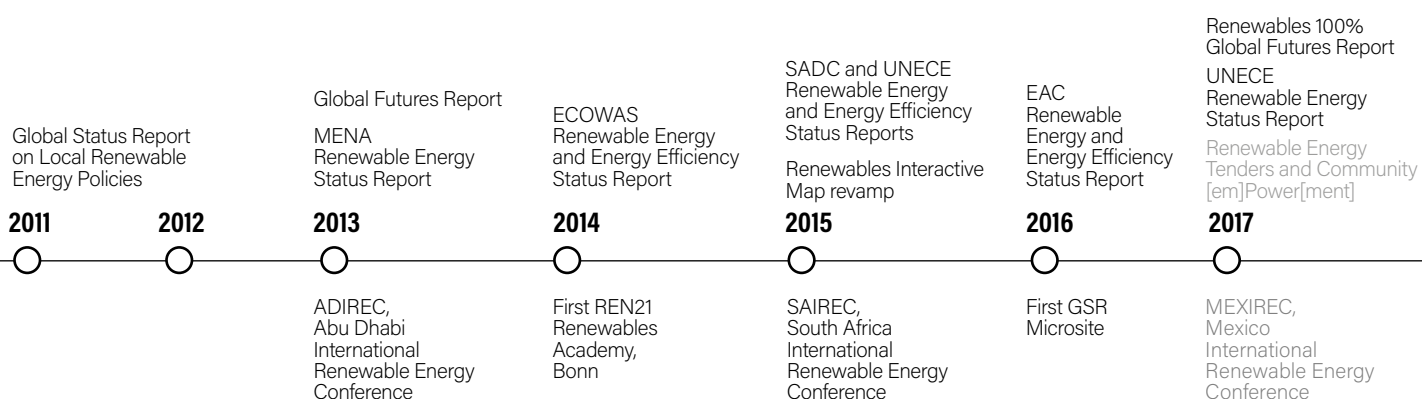 Global Status Report
on Local Renewable
Energy Policies
2011
2012
Global Futures Report
MENA
Renewable Energy
Status Report
2013
ADIREC,
Abu Dhabi
International
Renewable Energy
Conference
ECOWAS
Renewable Energy
and Energy Efficiency
Status Report
2014
First REN21
Renewables
Academy,
Bonn
SADC and UNECE
Renewable Energy
and Energy Efficiency
Status Reports
Renewables Interactive
Map revamp
2015
SAIREC,
South Africa
International
Renewable Energy
Conference
EAC
Renewable
Energy and
Energy Efficiency
Status Report
2016
First GSR
Microsite
Renewables 100%
Global Futures Report
UNECE
Renewable Energy
Status Report
Renewable Energy
Tenders and Community
[em]Power[ment]
2017
MEXIREC,
Mexico
International
Renewable Energy
Conference